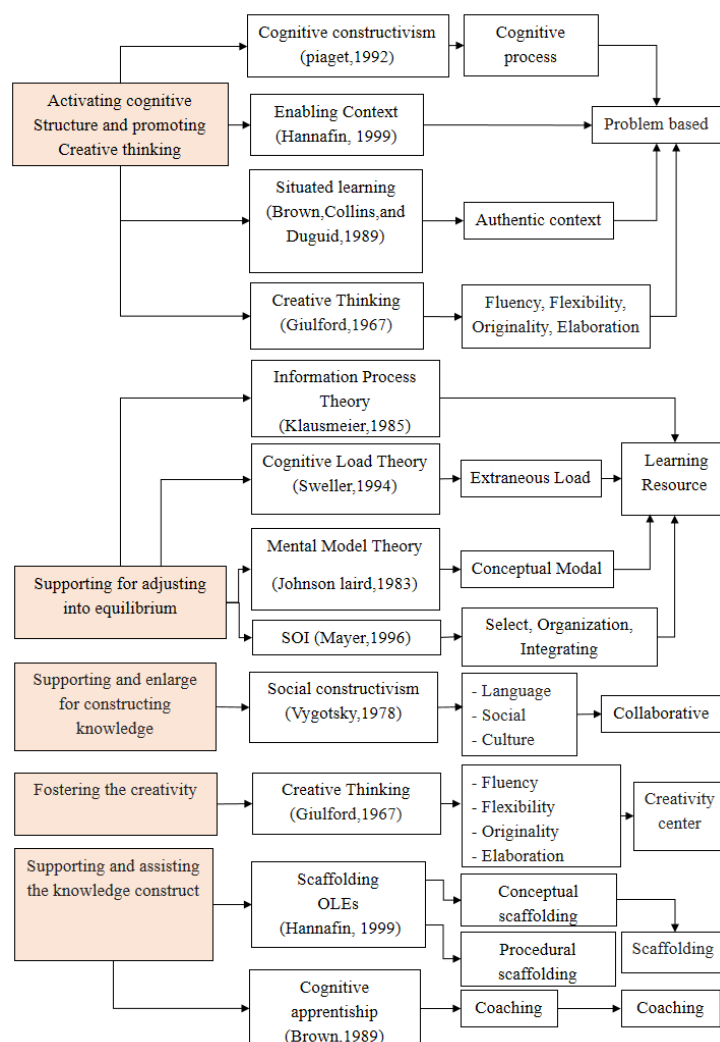 Cognitive constructivism
(piaget,1992)
Cognitive
process
Activating cognitive
Structure and promoting
Creative thinking
Enabling Context
(Hannafin, 1999)
Problem based
Situated learning
(Brown,Collins,and
Duguid,1989)
Authentic context
Creative Thinking
(Giulford,1967)
Fluency, Flexibility,
Originality, Elaboration
Information Process
Theory
(Klausmeier,1985)
Cognitive Load Theory
(Sweller,1994)
Extraneous Load
Learning
Resource
Mental Model Theory
(Johnson laird,1983)
Conceptual Modal
Supporting for adjusting
into equilibrium
SOI (Mayer,1996)
Select, Organization,
Integrating
Supporting and enlarge
for constructing
knowledge
Social constructivism
(Vygotsky,1978)
- Language
- Social
- Culture
Collaborative
Fostering the creativity
Creative Thinking
(Giulford,1967)
- Fluency
- Flexibility
- Originality
- Elaboration
Creativity
center
Supporting and assisting
the knowledge construct
Scaffolding
OLEs
(Hannafin, 1999)
Conceptual
scaffolding
Procedural
scaffolding
Scaffolding
Cognitive
apprentiship
(Brown,1989)
Coaching
Coaching